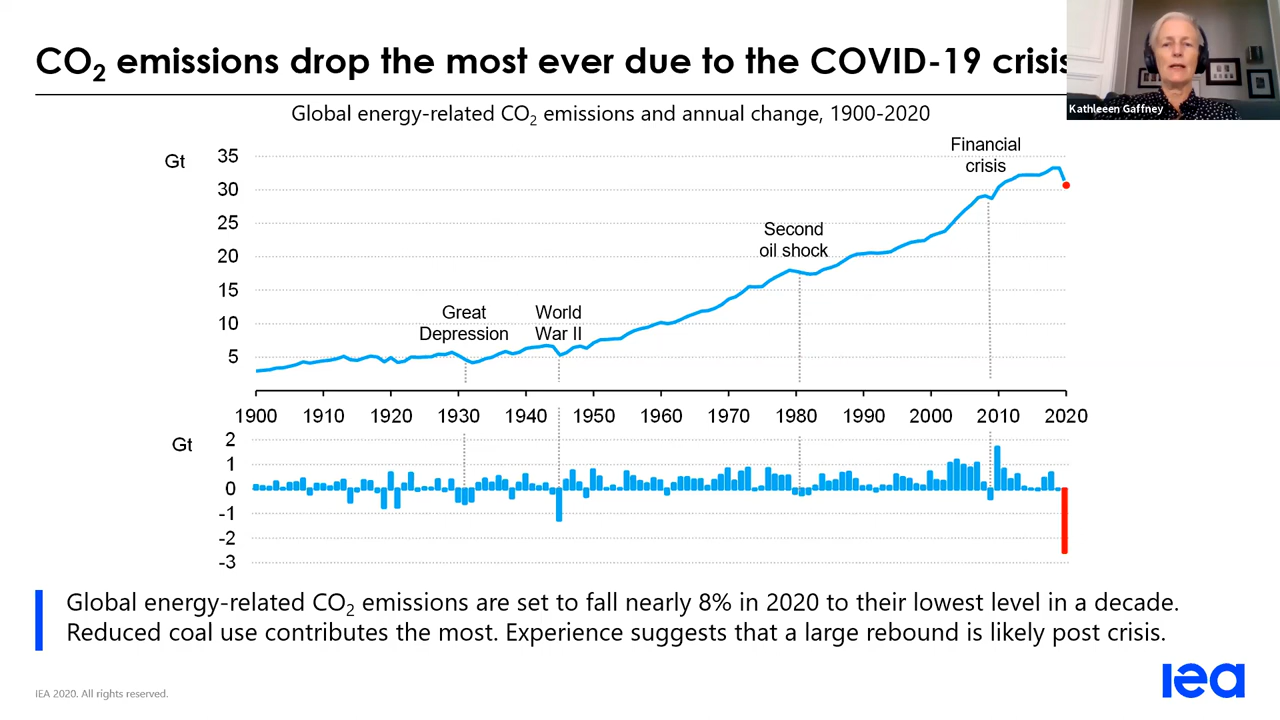 CO₂ emissions drop the most ever due to the COVID-19 crisis
Kathleeen Gaffney
Global energy-related CO₂ emissions and annual change, 1900-2020
Gt
35
30
25
20
15
10
5
Financial
crisis
Second
oil shock
Great
Depression
World
War II
1900 1910 1920 1930 1940 1950 1960 1970 1980 1990 2000 2010 2020
Gt
2
1
0
-1
-2
-3
Global energy-related CO₂ emissions are set to fall nearly 8% in 2020 to their lowest level in a decade.
Reduced coal use contributes the most. Experience suggests that a large rebound is likely post crisis.
IEA 2020. All rights reserved.
iea